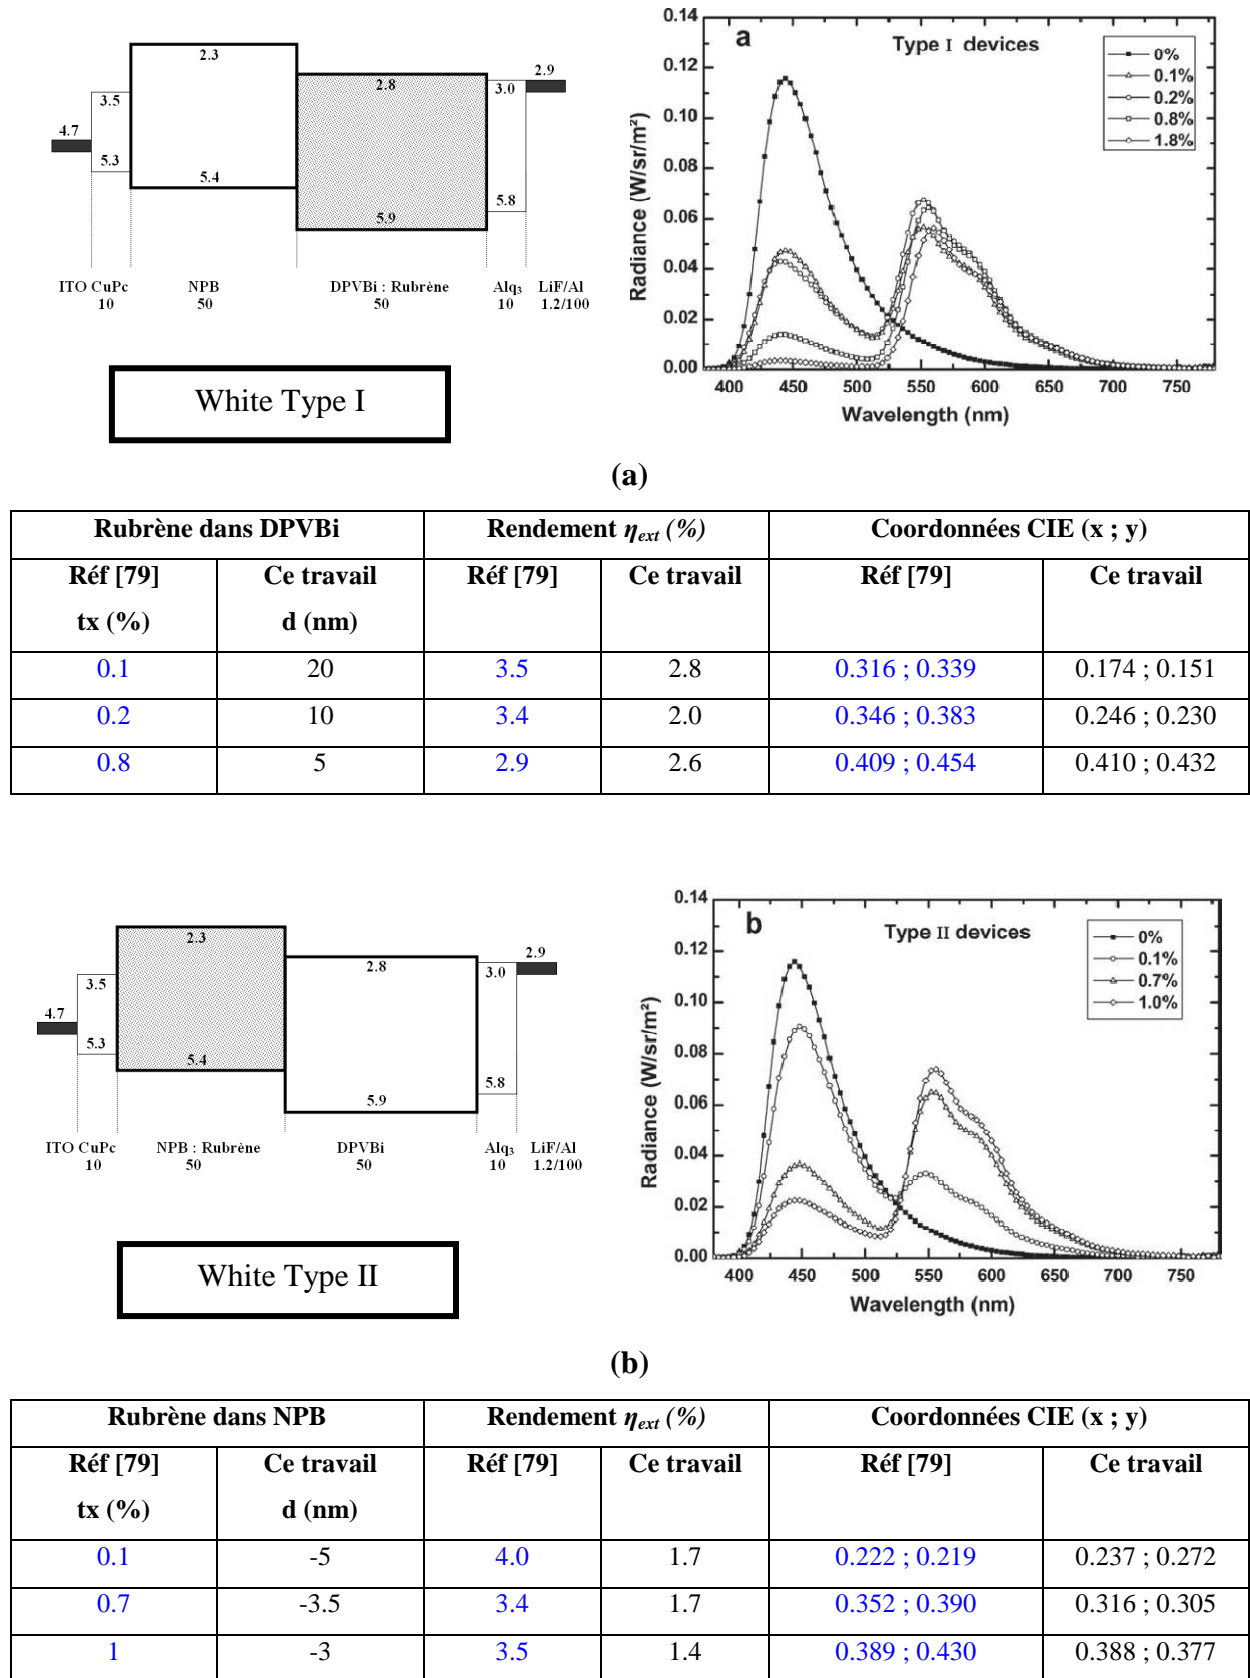 2.3
2.8
2.9
3.5
3.0
4.7
5.3
5.4
5.8
5.9
ITO CuPc NPB DPVBi : Rubrène Alq₃ LiF/Al
10 50 50 10 1.2/100
White Type I
a Type I devices
0%
0.1%
0.2%
0.8%
1.8%
Radiance (W/sr/m²)
0.14
0.12
0.10
0.08
0.06
0.04
0.02
0.00
400 450 500 550 600 650 700 750
Wavelength (nm)
(a)
Rubrène dans DPVBi Rendement ηext (%) Coordonnées CIE (x ; y)
Réf [79] Ce travail Réf [79] Ce travail Réf [79] Ce travail
tx (%) d (nm)
0.1 20 3.5 2.8 0.316 ; 0.339 0.174 ; 0.151
0.2 10 3.4 2.0 0.346 ; 0.383 0.246 ; 0.230
0.8 5 2.9 2.6 0.409 ; 0.454 0.410 ; 0.432
2.3
2.8
2.9
3.5
3.0
4.7
5.3
5.4
5.8
5.9
ITO CuPc NPB : Rubrène DPVBi Alq₃ LiF/Al
10 50 50 10 1.2/100
White Type II
b Type II devices
0%
0.1%
0.7%
1.0%
Radiance (W/sr/m²)
0.14
0.12
0.10
0.08
0.06
0.04
0.02
0.00
400 450 500 550 600 650 700 750
Wavelength (nm)
(b)
Rubrène dans NPB Rendement ηext (%) Coordonnées CIE (x ; y)
Réf [79] Ce travail Réf [79] Ce travail Réf [79] Ce travail
tx (%) d (nm)
0.1 -5 4.0 1.7 0.222 ; 0.219 0.237 ; 0.272
0.7 -3.5 3.4 1.7 0.352 ; 0.390 0.316 ; 0.305
1 -3 3.5 1.4 0.389 ; 0.430 0.388 ; 0.377